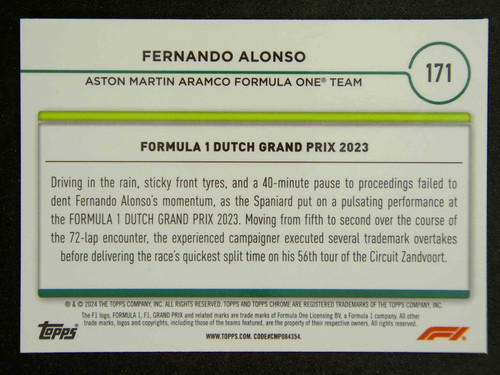 FERNANDO ALONSO
ASTON MARTIN ARAMCO FORMULA ONE® TEAM
171
FORMULA 1 DUTCH GRAND PRIX 2023
Driving in the rain, sticky front tyres, and a 40-minute pause to proceedings failed to
dent Fernando Alonso's momentum, as the Spaniard put on a pulsating performance at
the FORMULA 1 DUTCH GRAND PRIX 2023. Moving from fifth to second over the course of
the 72-lap encounter, the experienced campaigner executed several trademark overtakes
before delivering the race's quickest split time on his 56th tour of the Circuit Zandvoort.
® & © 2024 THE TOPPS COMPANY, INC. ALL RIGHTS RESERVED. TOPPS AND TOPPS CHROME ARE REGISTERED TRADEMARKS OF THE TOPPS COMPANY, INC.
The F1 logo, FORMULA 1, F1, GRAND PRIX and related marks are trade marks of Formula One Licensing BV, a Formula 1 company. All other
trade marks, logos and copyrights, including those of the teams featured, are the property of their respective owners. All rights reserved.
Topps
WWW.TOPPS.COM. CODE#CMP084354.
F1